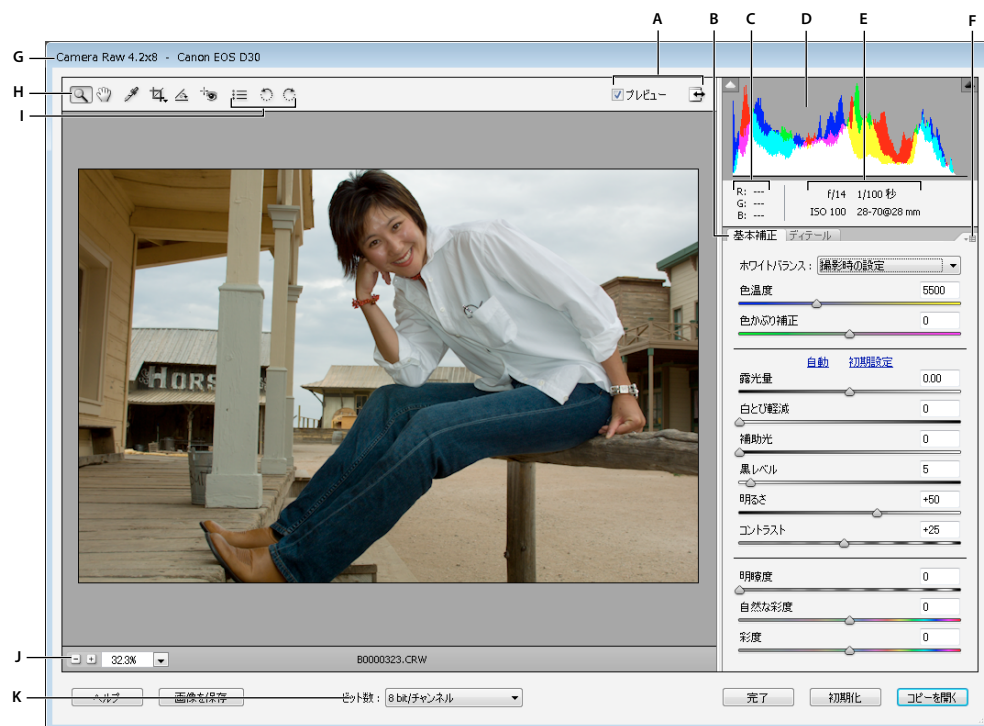 A B C D E F
G Camera Raw 4.2x8 - Canon EOS D30
H
I
プレビュー
R: ---
G: ---
B: ---
f/14 1/100 秒
ISO 100 28-70@28 mm
基本補正 ディテール
ホワイトバランス : 撮影時の設定
色温度 5500
色かぶり補正 0
自動 初期設定
露光量 0.00
白とび軽減 0
補助光 0
黒レベル 5
明るさ +50
コントラスト +25
明瞭度 0
自然な彩度 0
彩度 0
HORS
J 32.3% B0000323.CRW
K ヘルプ 画像を保存 ビット数 : 8 bit/チャンネル 完了 初期化 コピーを開く